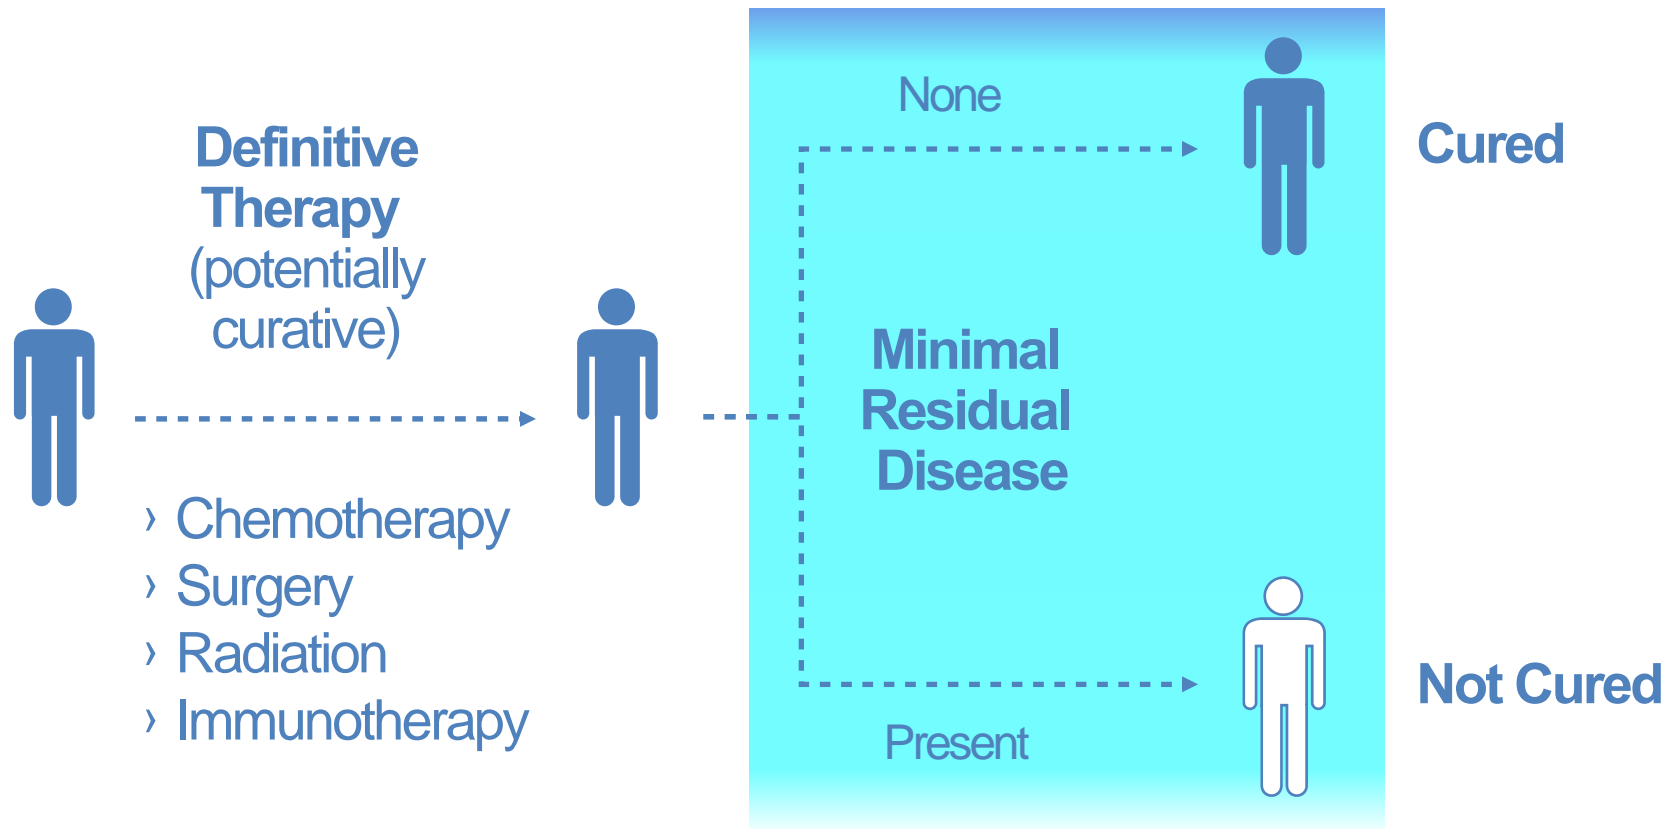 Definitive
Therapy
(potentially
curative)
› Chemotherapy
› Surgery
› Radiation
› Immunotherapy
None
Minimal
Residual
Disease
Present
Cured
Not Cured